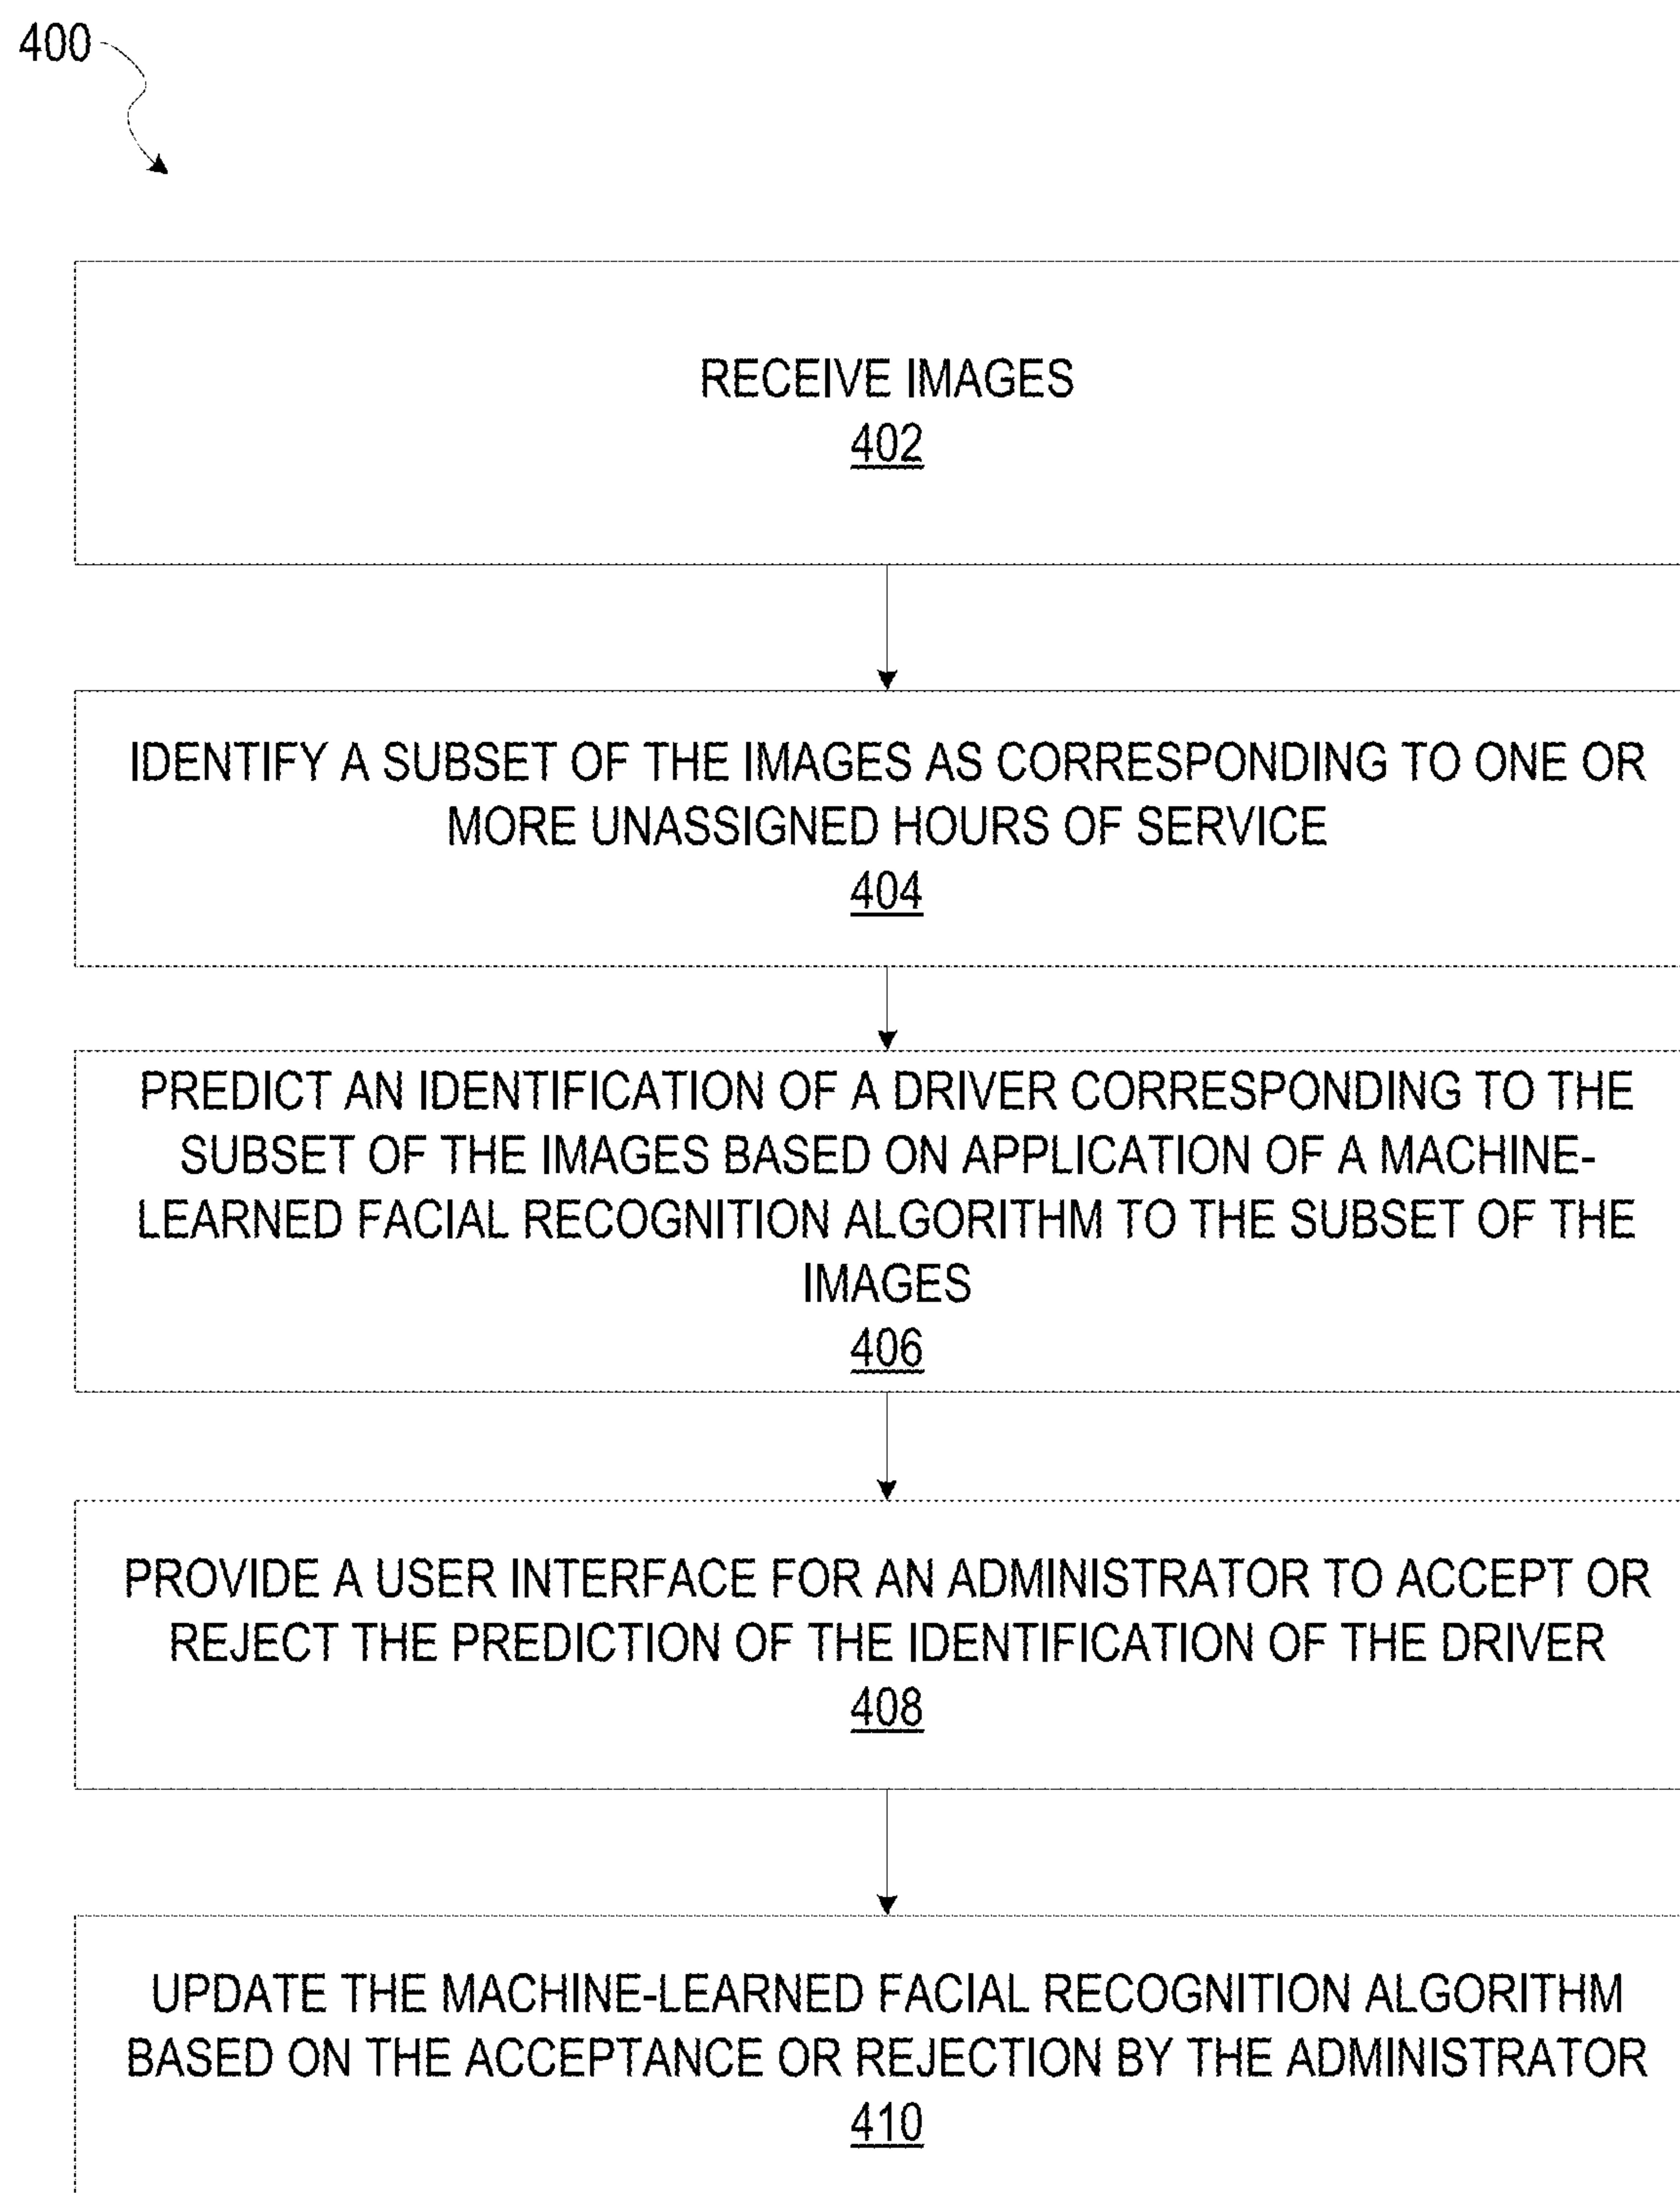 400
RECEIVE IMAGES
402
IDENTIFY A SUBSET OF THE IMAGES AS CORRESPONDING TO ONE OR
MORE UNASSIGNED HOURS OF SERVICE
404
PREDICT AN IDENTIFICATION OF A DRIVER CORRESPONDING TO THE
SUBSET OF THE IMAGES BASED ON APPLICATION OF A MACHINE-
LEARNED FACIAL RECOGNITION ALGORITHM TO THE SUBSET OF THE
IMAGES
406
PROVIDE A USER INTERFACE FOR AN ADMINISTRATOR TO ACCEPT OR
REJECT THE PREDICTION OF THE IDENTIFICATION OF THE DRIVER
408
UPDATE THE MACHINE-LEARNED FACIAL RECOGNITION ALGORITHM
BASED ON THE ACCEPTANCE OR REJECTION BY THE ADMINISTRATOR
410